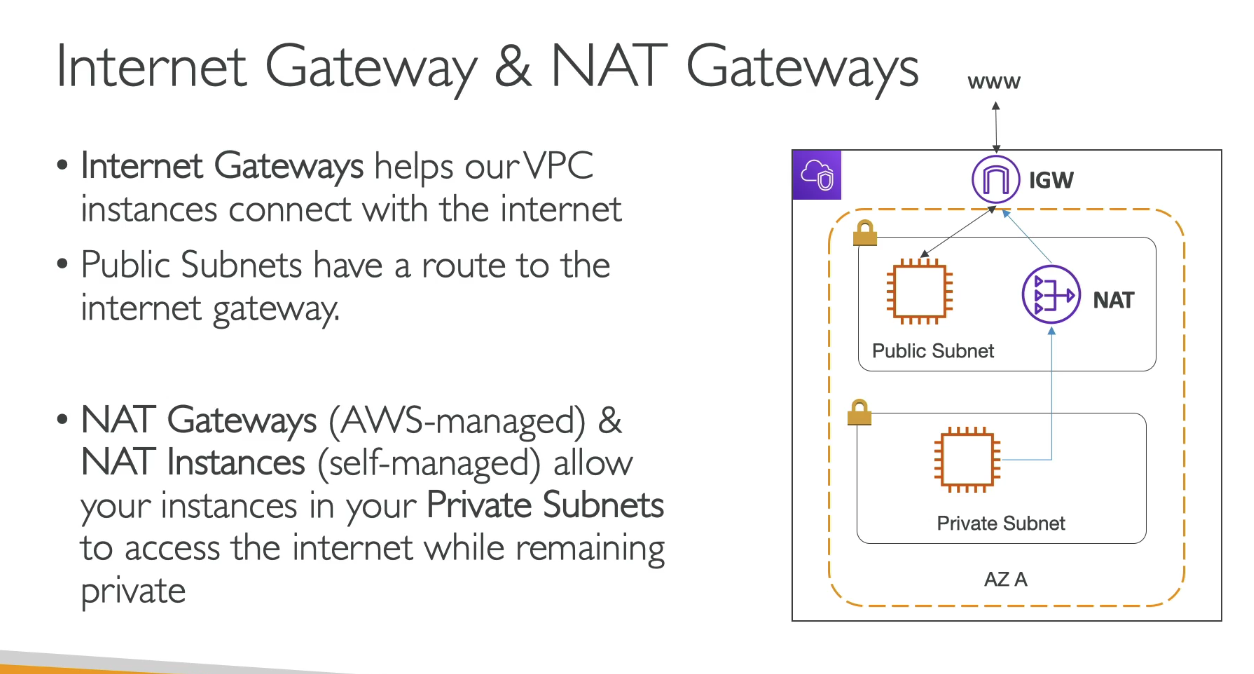 Internet Gateway & NAT Gateways
• Internet Gateways helps our VPC
instances connect with the internet
• Public Subnets have a route to the
internet gateway.
• NAT Gateways (AWS-managed) &
NAT Instances (self-managed) allow
your instances in your Private Subnets
to access the internet while remaining
private
www
IGW
NAT
Public Subnet
Private Subnet
AZ A